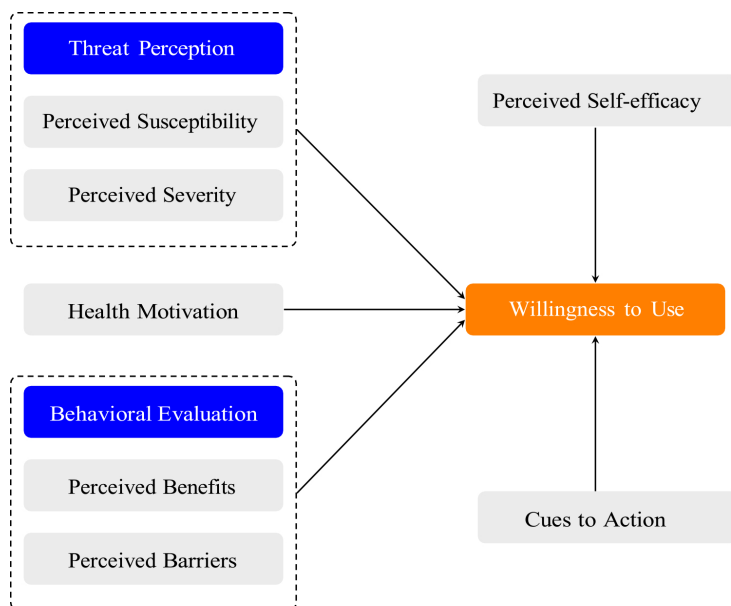 Threat Perception
Perceived Susceptibility
Perceived Severity
Health Motivation
Behavioral Evaluation
Perceived Benefits
Perceived Barriers
Perceived Self-efficacy
Willingness to Use
Cues to Action